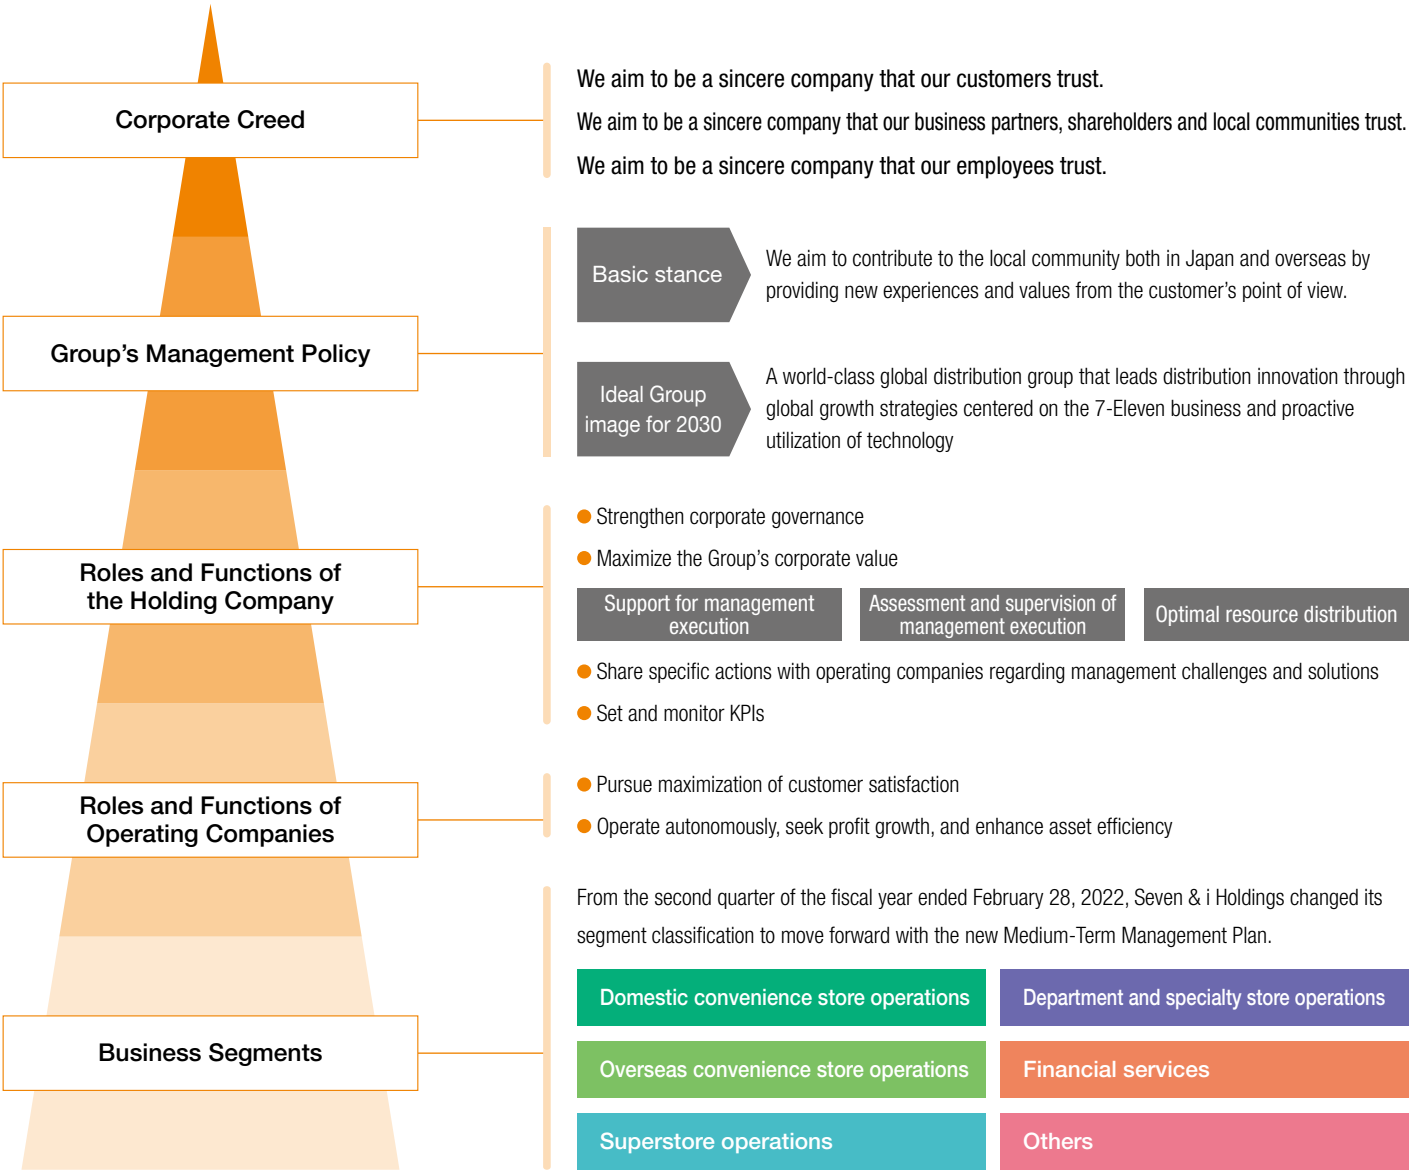 Corporate Creed
We aim to be a sincere company that our customers trust.
We aim to be a sincere company that our business partners, shareholders and local communities trust.
We aim to be a sincere company that our employees trust.
Group’s Management Policy
Basic stance
We aim to contribute to the local community both in Japan and overseas by
providing new experiences and values from the customer’s point of view.
Ideal Group
image for 2030
A world-class global distribution group that leads distribution innovation through
global growth strategies centered on the 7-Eleven business and proactive
utilization of technology
Roles and Functions of
the Holding Company
● Strengthen corporate governance
● Maximize the Group’s corporate value
Support for management
execution
Assessment and supervision of
management execution
Optimal resource distribution
● Share specific actions with operating companies regarding management challenges and solutions
● Set and monitor KPIs
Roles and Functions of
Operating Companies
● Pursue maximization of customer satisfaction
● Operate autonomously, seek profit growth, and enhance asset efficiency
Business Segments
From the second quarter of the fiscal year ended February 28, 2022, Seven & i Holdings changed its
segment classification to move forward with the new Medium-Term Management Plan.
Domestic convenience store operations
Department and specialty store operations
Overseas convenience store operations
Financial services
Superstore operations
Others